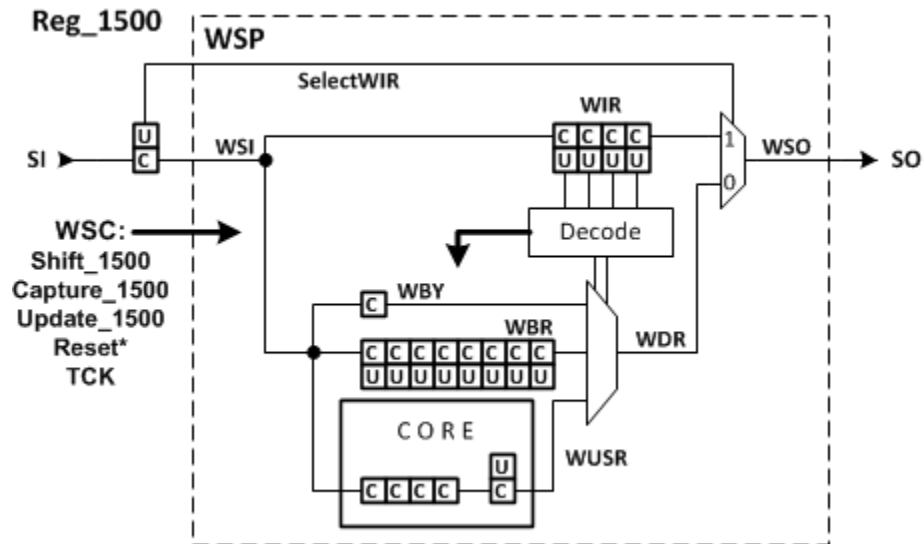 Reg_1500
WSP
SelectWIR
WIR
U
C C C C
1
SI
C
WSI
U U U U
WSO
SO
0
WSC:
Decode
Shift_1500
Capture_1500
WBY
C
Update_1500
WBR
Reset*
C C C C C C C C
WDR
TCK
U U U U U U U U
C O R E
WUSR
U
C C C C
C